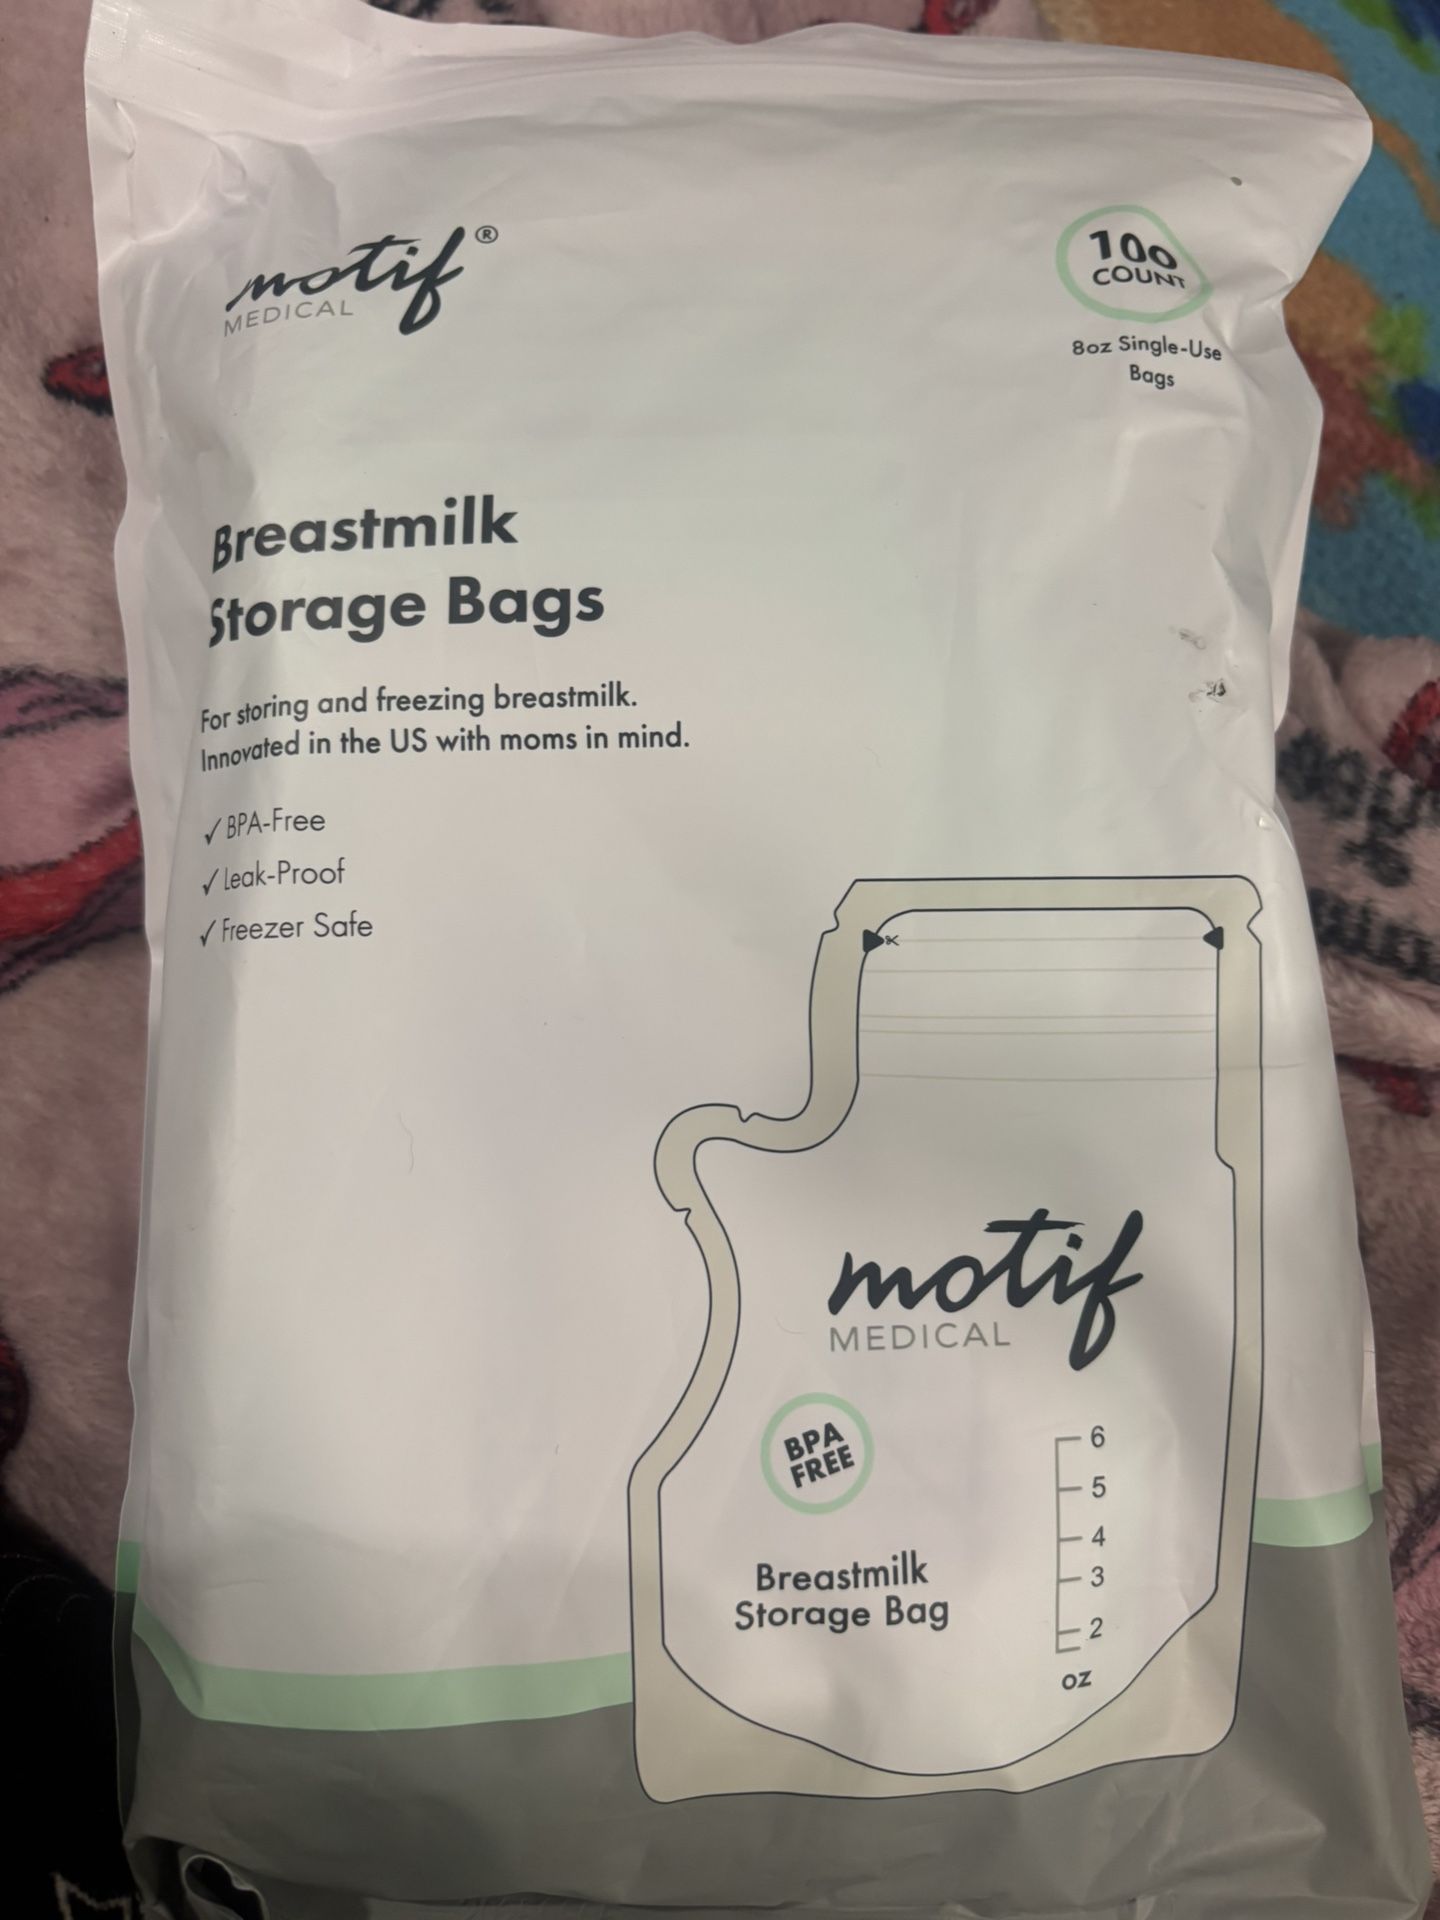 motif®
MEDICAL
100
COUNT
8oz Single-Use
Bags
Breastmilk
Storage Bags
For storing and freezing breastmilk.
Innovated in the US with moms in mind.
✓ BPA-Free
✓ Leak-Proof
✓ Freezer Safe
motif
MEDICAL
BPA
FREE
Breastmilk
Storage Bag
6
5
4
3
2
oz